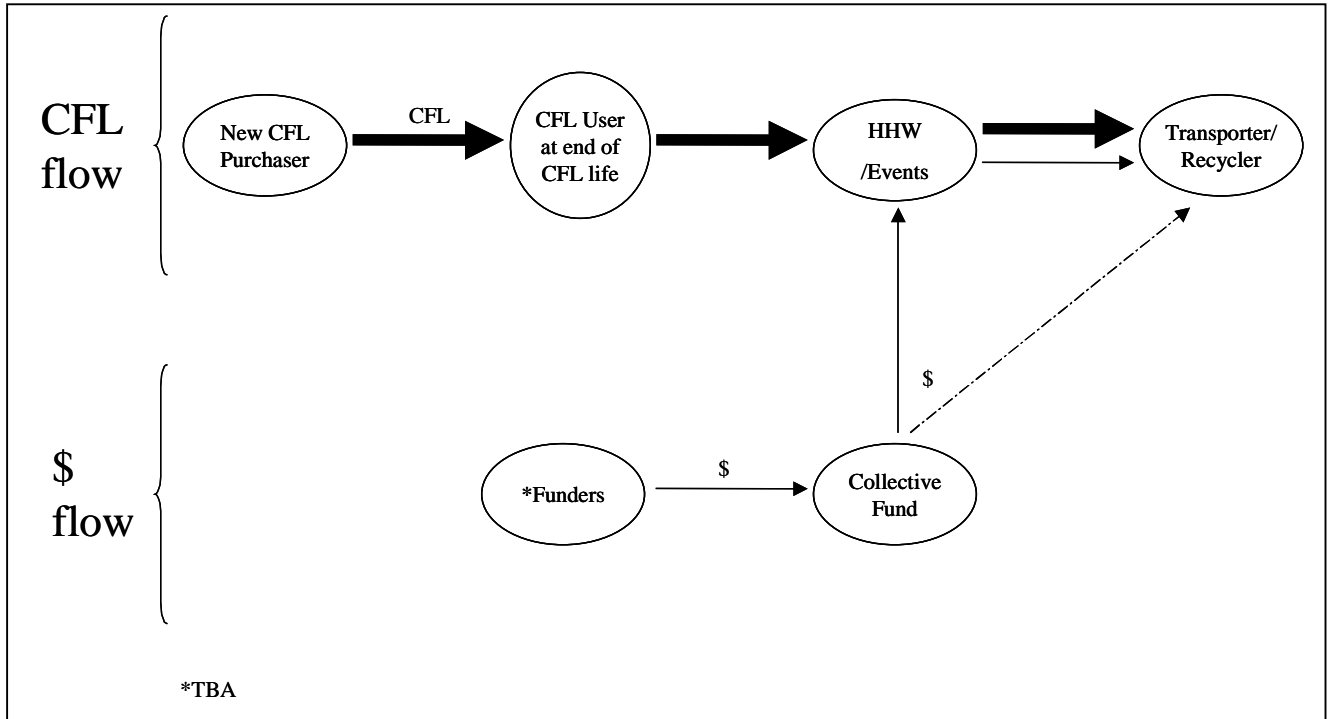 CFL
flow
New CFL
Purchaser
CFL
CFL User
at end of
CFL life
HHW
/Events
Transporter/
Recycler
$
$
flow
*Funders
$
Collective
Fund
*TBA